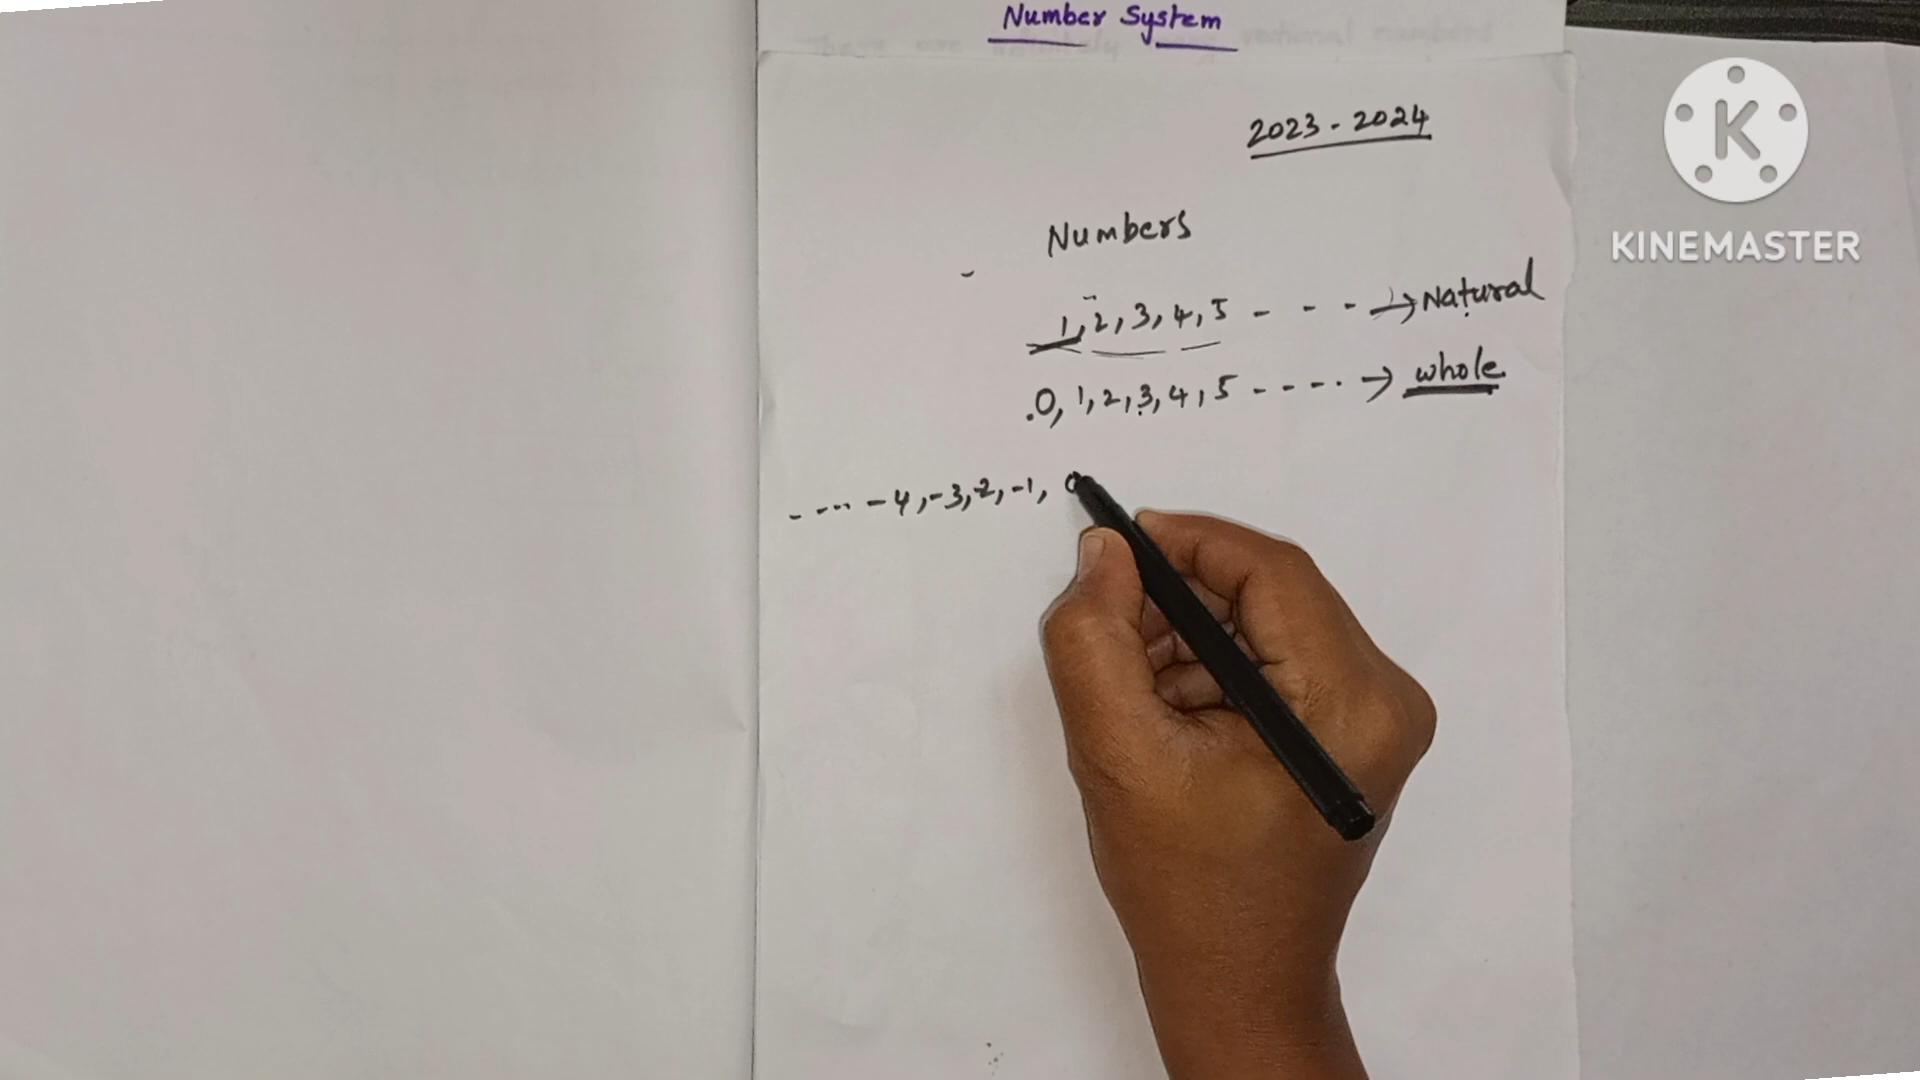 Number System
2023 - 2024
K
KINEMASTER
Numbers
1, 2, 3, 4, 5 - - - → Natural
0, 1, 2, 3, 4, 5 - - - - → whole
- --- -4, -3, -2, -1, 0